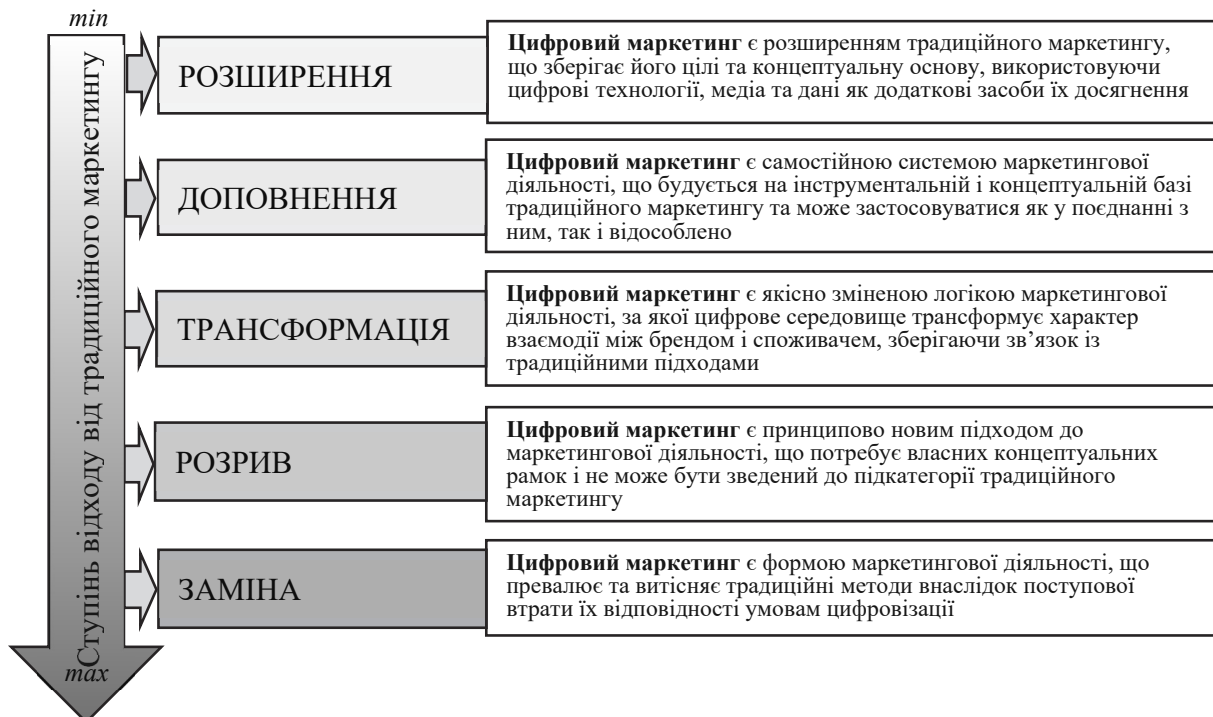 min
Ступінь відходу від традиційного маркетингу
РОЗШИРЕННЯ
Цифровий маркетинг є розширенням традиційного маркетингу,
що зберігає його цілі та концептуальну основу, використовуючи
цифрові технології, медіа та дані як додаткові засоби їх досягнення
ДОПОВНЕННЯ
Цифровий маркетинг є самостійною системою маркетингової
діяльності, що будується на інструментальній і концептуальній базі
традиційного маркетингу та може застосовуватися як у поєднанні з
ним, так і відособлено
ТРАНСФОРМАЦІЯ
Цифровий маркетинг є якісно зміненою логікою маркетингової
діяльності, за якої цифрове середовище трансформує характер
взаємодії між брендом і споживачем, зберігаючи зв’язок із
традиційними підходами
РОЗРИВ
Цифровий маркетинг є принципово новим підходом до
маркетингової діяльності, що потребує власних концептуальних
рамок і не може бути зведений до підкатегорії традиційного
маркетингу
ЗАМІНА
Цифровий маркетинг є формою маркетингової діяльності, що
превалює та витісняє традиційні методи внаслідок поступової
втрати їх відповідності умовам цифровізації
max